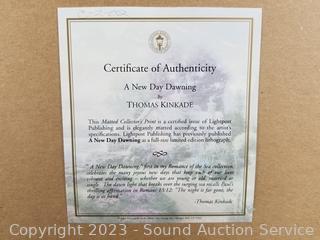 Certificate of Authenticity
A New Day Dawning
By
THOMAS KINKADE
This Matted Collector's Print is a certified issue of Lightpost
Publishing and is elegantly matted according to the artist's
specifications. Lightpost Publishing has previously published
A New Day Dawning as a full-size limited-edition lithograph.
"A New Day Dawning," first in my Romance of the Sea collection,
celebrates the many joyous new days that keep each of our lives
vibrant and exciting - whether we are young or old, married or
single. The dawn light that breaks over the surging sea recalls Paul's
thrilling affirmation in Romans 13:12: "The night is far gone, the
day is at hand."
-Thomas Kinkade
Copyright 2023 - Sound Auction Service